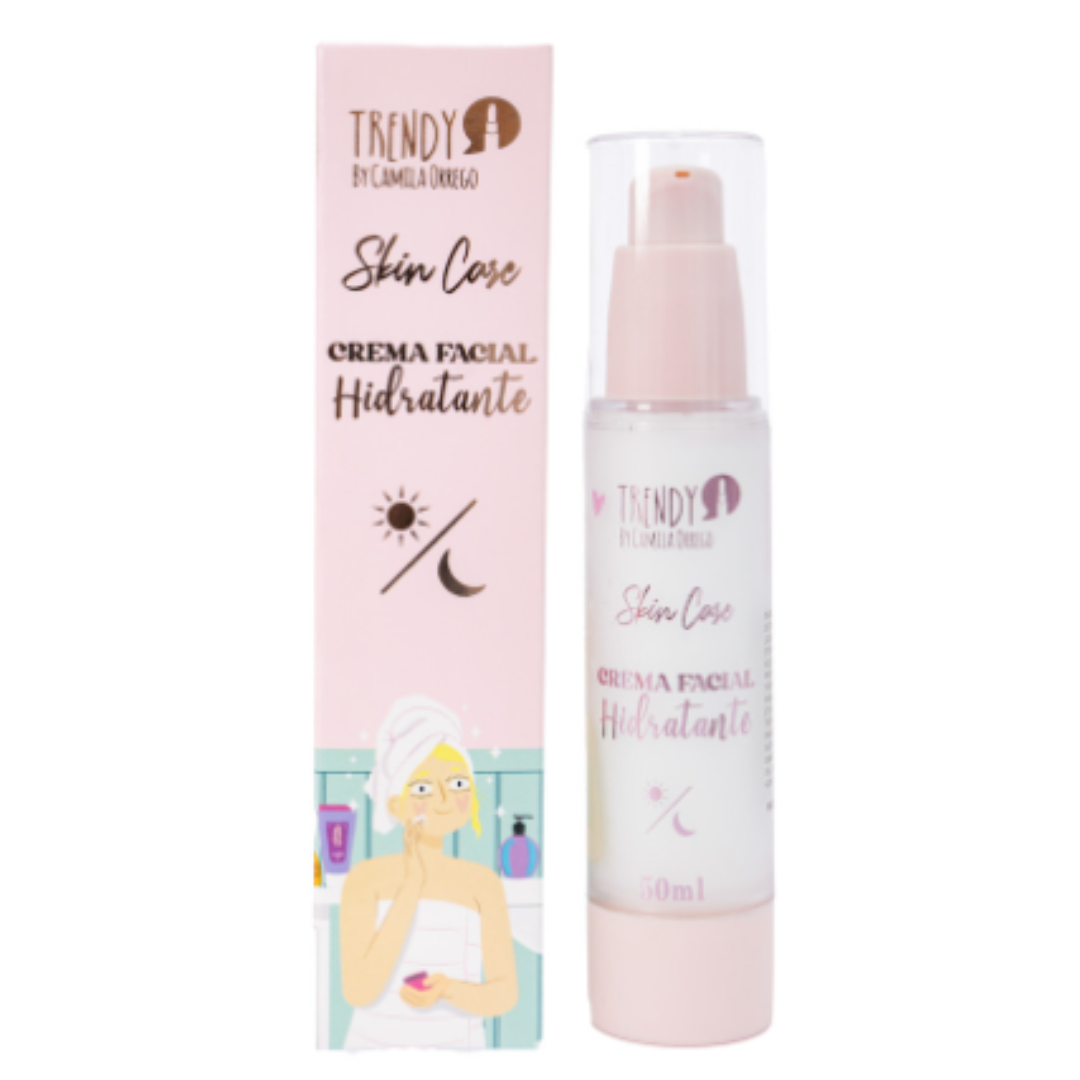 TRENDY
BY CAMILA ORREGO
Skin Care
CREMA FACIAL
Hidratante
TRENDY
BY CAMILA ORREGO
Skin Care
CREMA FACIAL
Hidratante
50ml